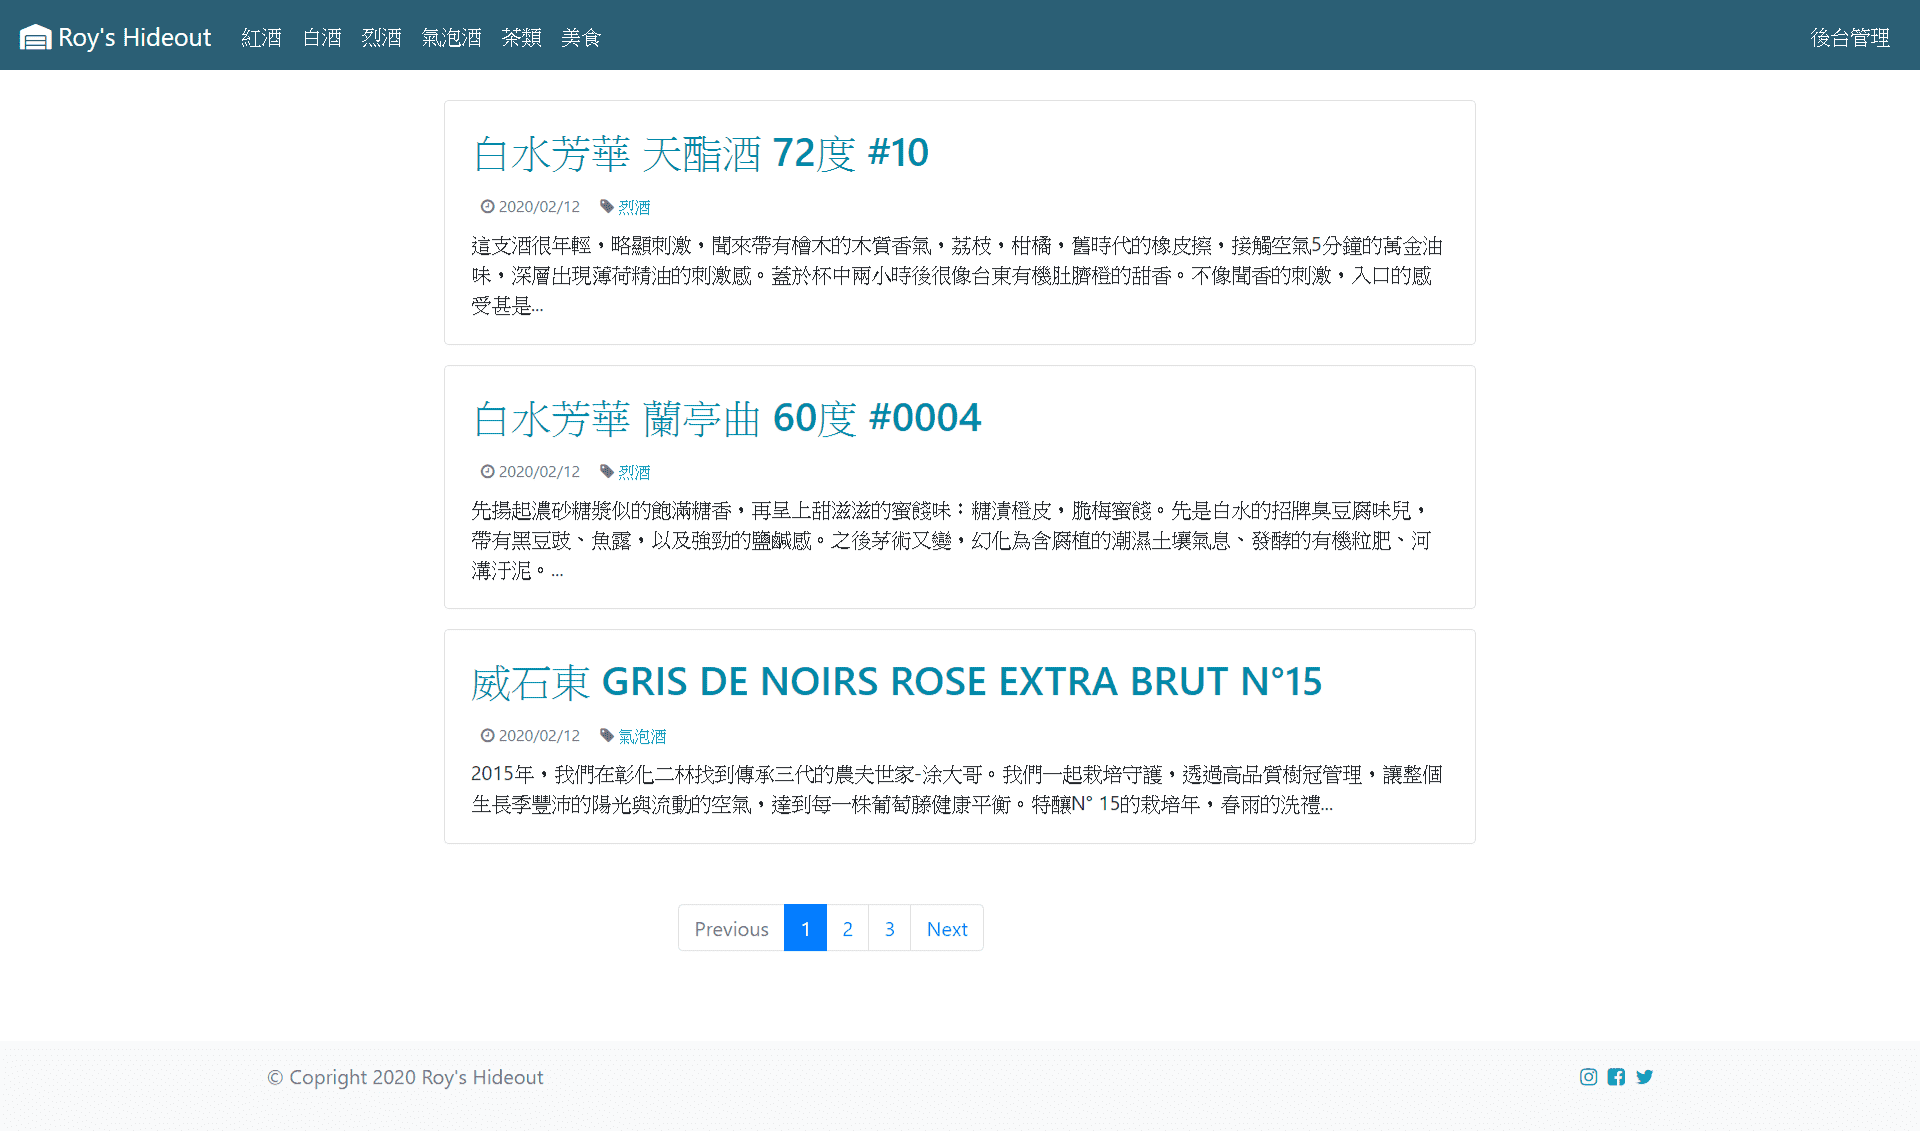 Roy's Hideout 紅酒 白酒 烈酒 氣泡酒 茶類 美食 後台管理
白水芳華 天酯酒 72度 #10
2020/02/12 烈酒
這支酒很年輕，略顯刺激，聞來帶有檜木的木質香氣，荔枝，柑橘，舊時代的橡皮擦，接觸空氣5分鐘的萬金油
味，深層出現薄荷精油的刺激感。蓋於杯中兩小時後很像台東有機肚臍橙的甜香。不像聞香的刺激，入口的感
受甚是...
白水芳華 蘭亭曲 60度 #0004
2020/02/12 烈酒
先揚起濃砂糖漿似的飽滿糖香，再呈上甜滋滋的蜜餞味：糖漬橙皮，脆梅蜜餞。先是白水的招牌臭豆腐味兒，
帶有黑豆豉、魚露，以及強勁的鹽鹹感。之後茅術又變，幻化為含腐植的潮濕土壤氣息、發酵的有機粒肥、河
溝汙泥。...
威石東 GRIS DE NOIRS ROSE EXTRA BRUT N°15
2020/02/12 氣泡酒
2015年，我們在彰化二林找到傳承三代的農夫世家-涂大哥。我們一起栽培守護，透過高品質樹冠管理，讓整個
生長季豐沛的陽光與流動的空氣，達到每一株葡萄藤健康平衡。特釀N° 15的栽培年，春雨的洗禮...
Previous 1 2 3 Next
© Copright 2020 Roy's Hideout